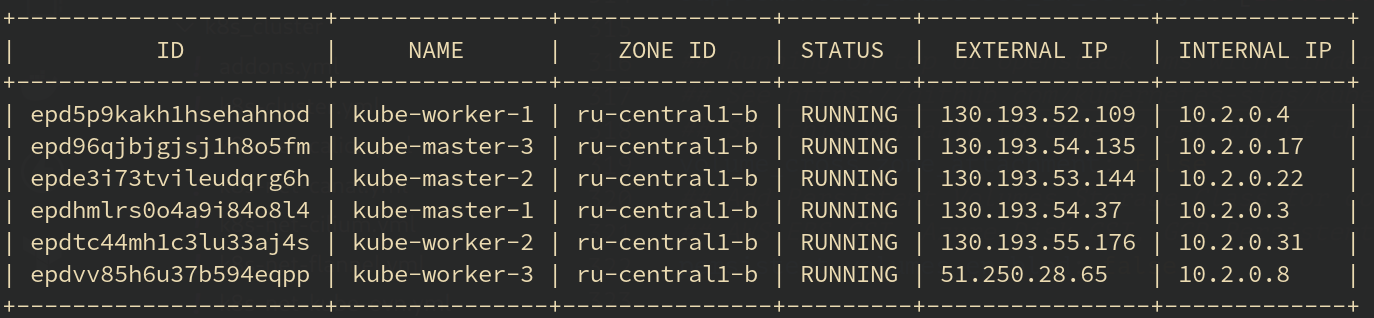 +----------------------+---------------+---------------+---------+----------------+-------------+
|          ID          |     NAME      |    ZONE ID    | STATUS  |  EXTERNAL IP   | INTERNAL IP |
+----------------------+---------------+---------------+---------+----------------+-------------+
| epd5p9kakh1hsehahnod | kube-worker-1 | ru-central1-b | RUNNING | 130.193.52.109 | 10.2.0.4    |
| epd96qjbjgjsj1h8o5fm | kube-master-3 | ru-central1-b | RUNNING | 130.193.54.135 | 10.2.0.17   |
| epde3i73tvileudqrg6h | kube-master-2 | ru-central1-b | RUNNING | 130.193.53.144 | 10.2.0.22   |
| epdhmlrs0o4a9i84o8l4 | kube-master-1 | ru-central1-b | RUNNING | 130.193.54.37  | 10.2.0.3    |
| epdtc44mh1c3lu33aj4s | kube-worker-2 | ru-central1-b | RUNNING | 130.193.55.176 | 10.2.0.31   |
| epdvv85h6u37b594eqpp | kube-worker-3 | ru-central1-b | RUNNING | 51.250.28.65   | 10.2.0.8    |
+----------------------+---------------+---------------+---------+----------------+-------------+